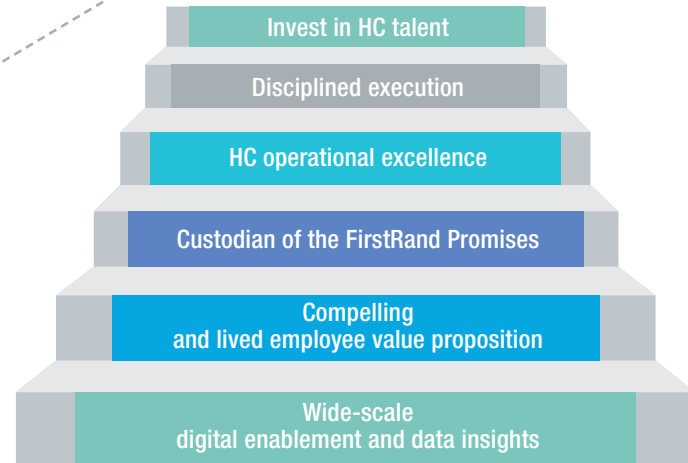 Invest in HC talent
Disciplined execution
HC operational excellence
Custodian of the FirstRand Promises
Compelling
and lived employee value proposition
Wide-scale
digital enablement and data insights